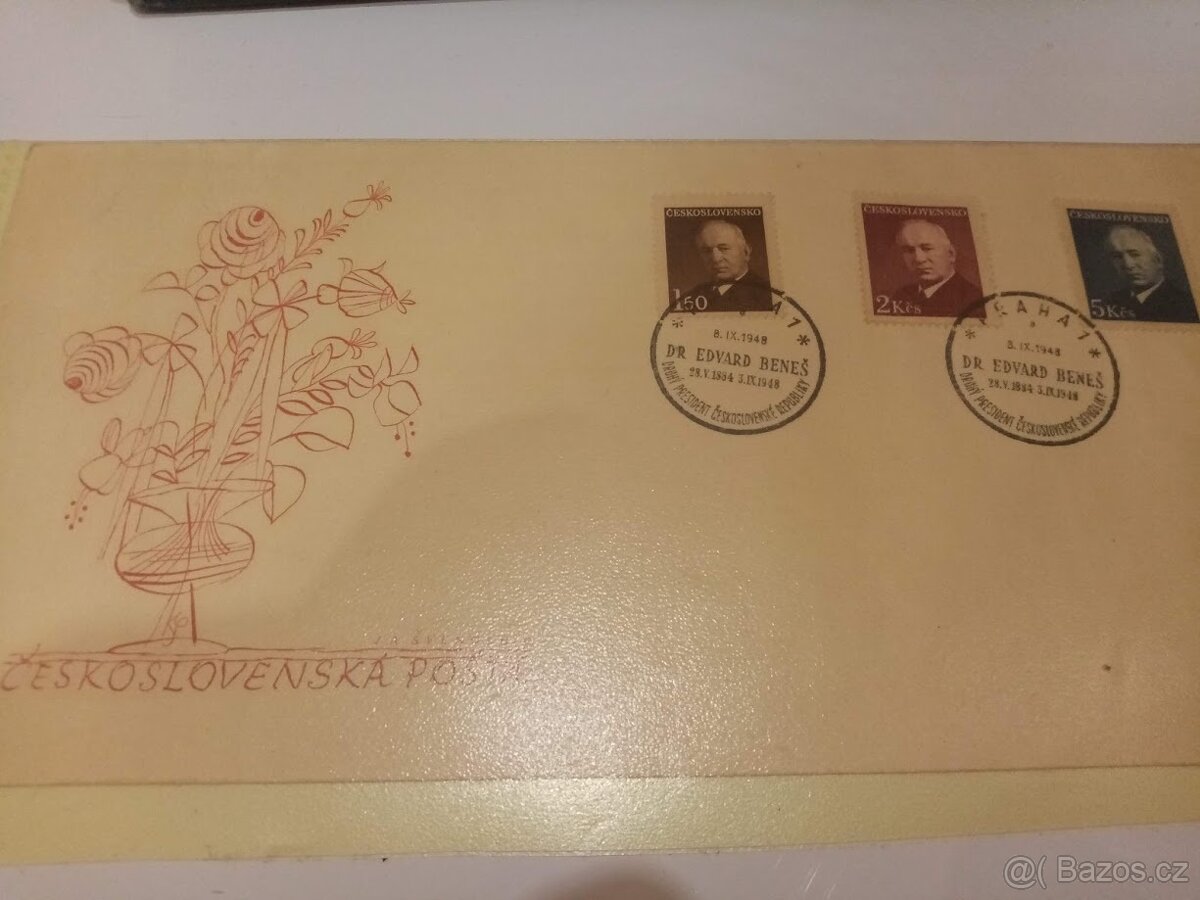 ČESKOSLOVENSKO
1.50
ČESKOSLOVENSKO
2 Kčs
ČESKOSLOVENSKO
5 Kčs
8.IX.1948
DR EDVARD BENEŠ
28.V.1884 3.IX.1948
DRUHÝ PRESIDENT ČESKOSLOVENSKÉ REPUBLIKY
* PRAHA 1 *
8.IX.1948
DR EDVARD BENEŠ
28.V.1884 3.IX.1948
DRUHÝ PRESIDENT ČESKOSLOVENSKÉ REPUBLIKY
ČESKOSLOVENSKÁ POŠTA
@( Bazos.cz